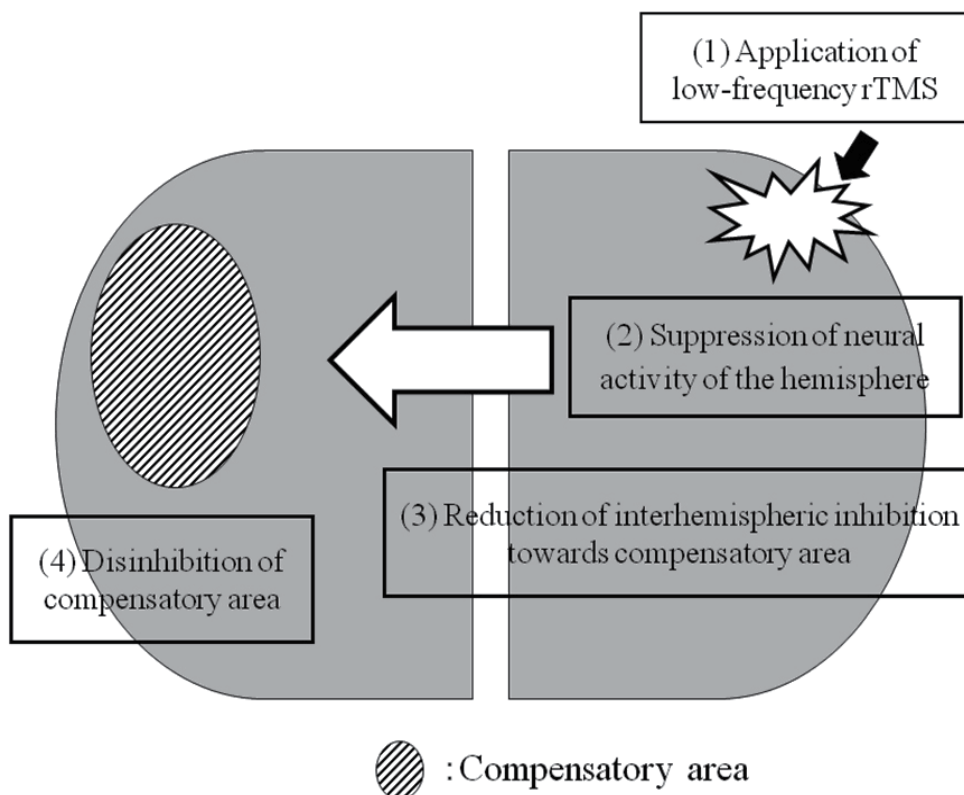 (1) Application of
low-frequency rTMS
(2) Suppression of neural
activity of the hemisphere
(3) Reduction of interhemispheric inhibition
towards compensatory area
(4) Disinhibition of
compensatory area
: Compensatory area